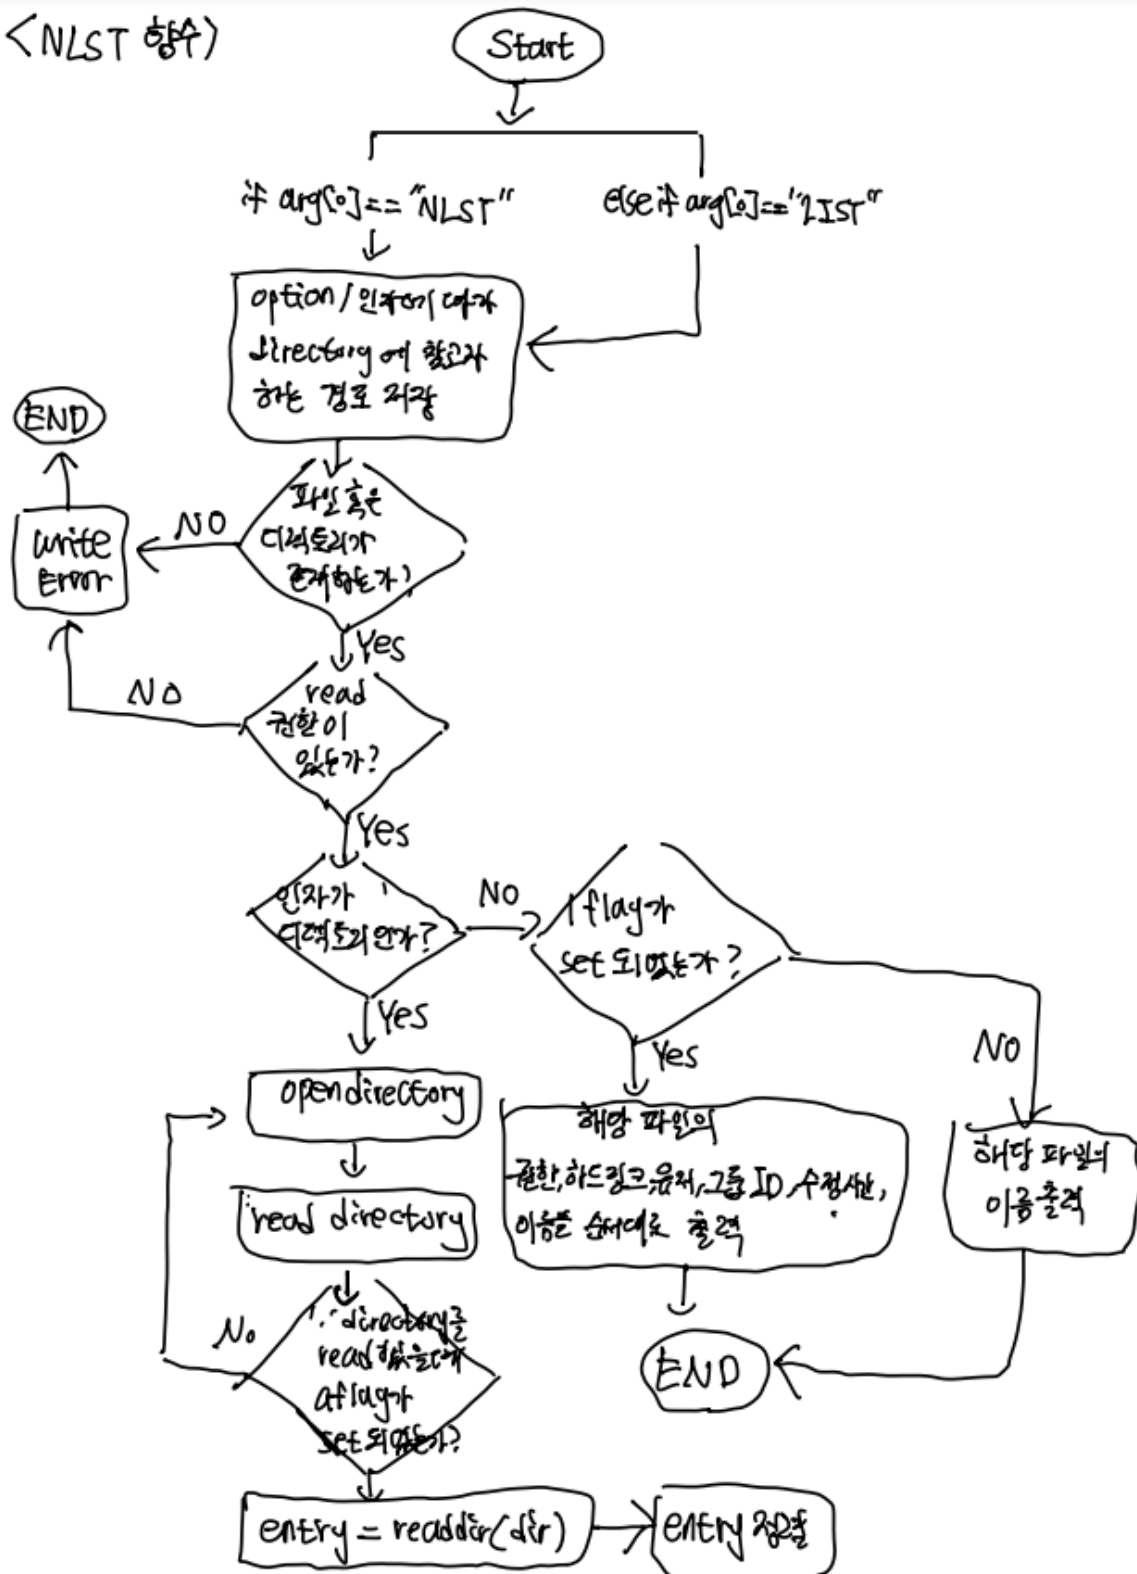 <NLST 함수>
Start
if arg[0]=="NLST"
else if arg[0]=="LIST"
option/인자에 따라
directory에 찾고자
하는 경로 저장
END
write
Error
NO
파일 혹은
디렉토리가
존재하는가?
Yes
NO
read
권한이
있는가?
Yes
인자가
디렉토리인가?
NO
l flag가
set 되있는가?
Yes
Yes
NO
opendirectory
해당 파일의
권한, 하드링크, 유저, 그룹 ID, 수정시간,
이름을 순서대로 출력
해당 파일의
이름출력
read directory
No
'.' directory를
read 했을때
aflag가
set 되있는가?
END
entry = readdir(dir)
entry 정렬